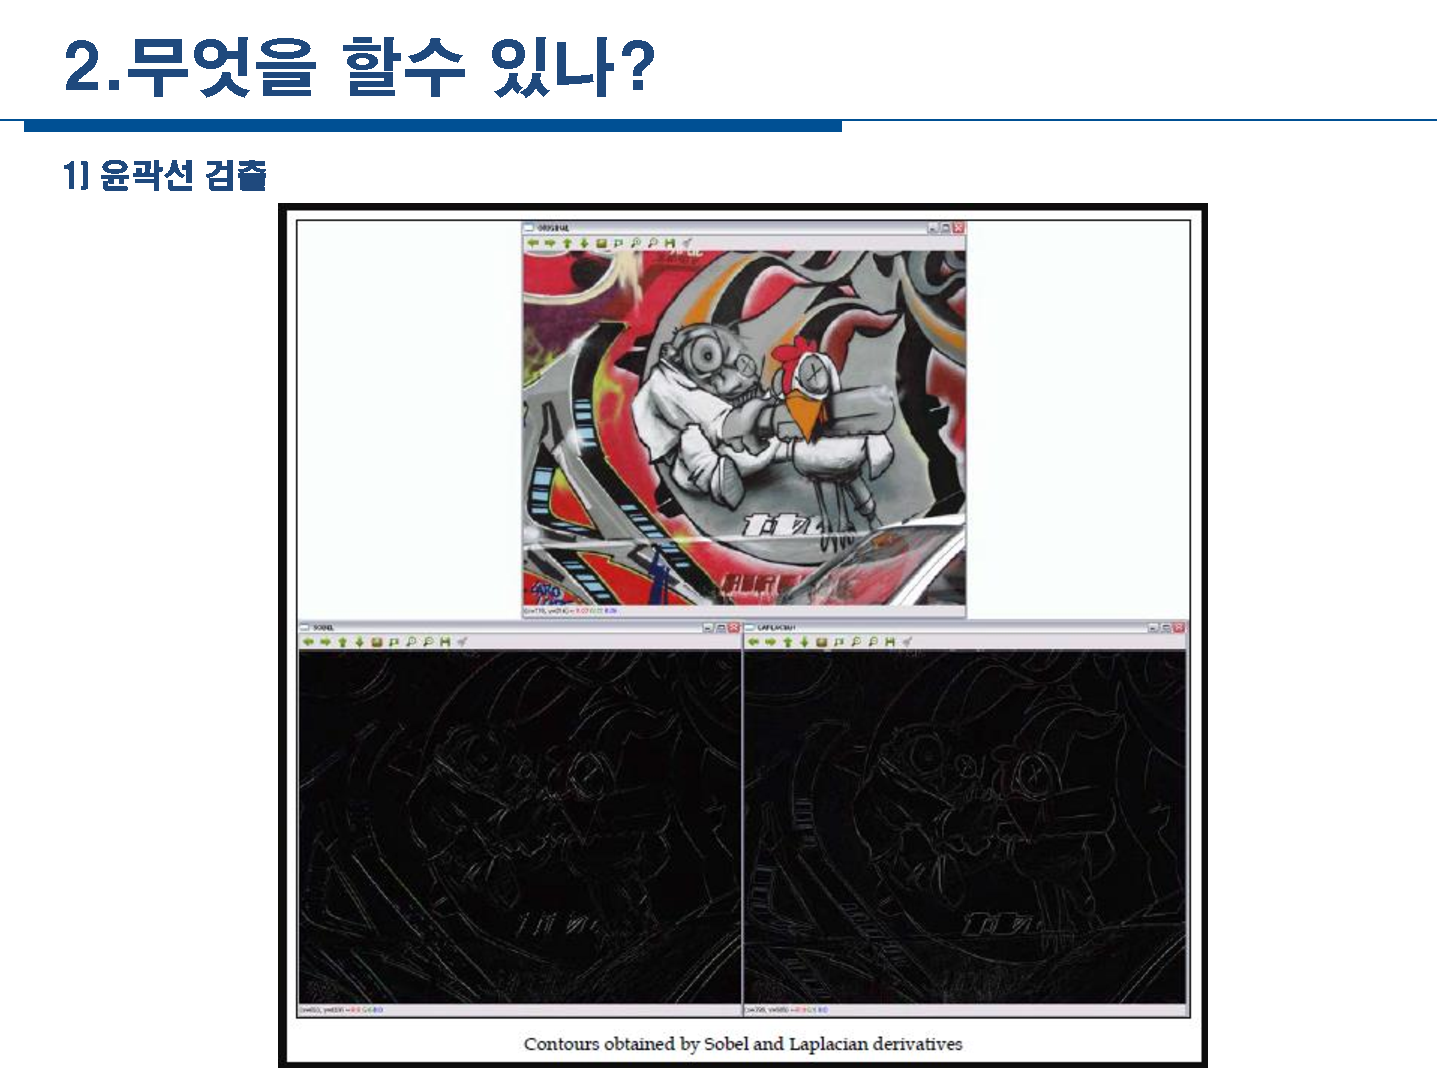 2.무엇을 할수 있나?
1] 윤곽선 검출
ORIGINAL
SOBEL
LAPLACIAN
Contours obtained by Sobel and Laplacian derivatives